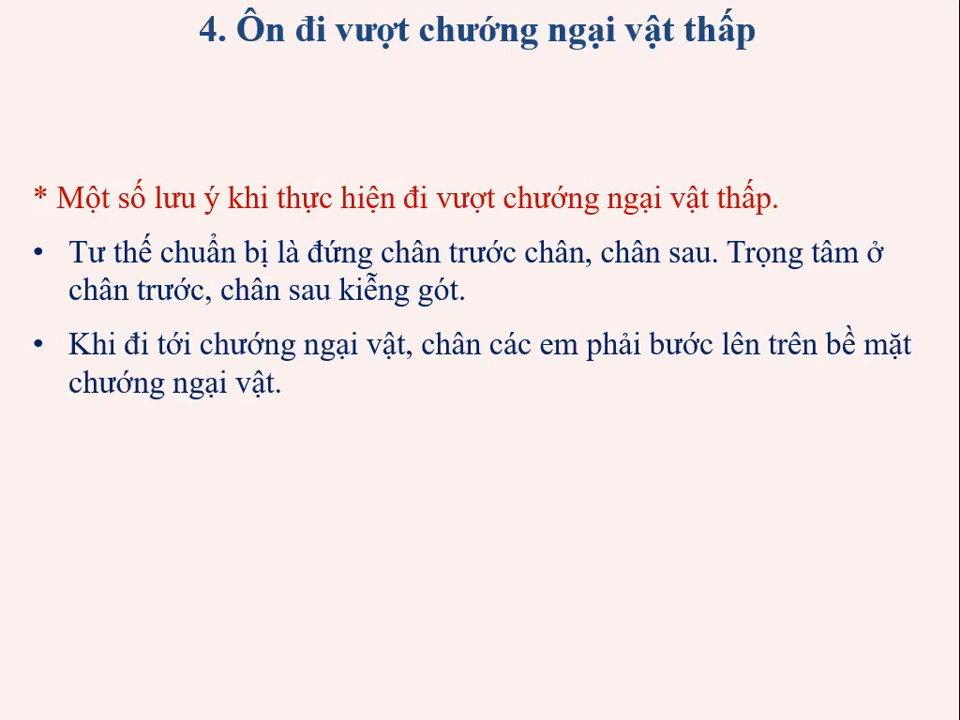 4. Ôn đi vượt chướng ngại vật thấp
* Một số lưu ý khi thực hiện đi vượt chướng ngại vật thấp.
• Tư thế chuẩn bị là đứng chân trước chân, chân sau. Trọng tâm ở
chân trước, chân sau kiễng gót.
• Khi đi tới chướng ngại vật, chân các em phải bước lên trên bề mặt
chướng ngại vật.